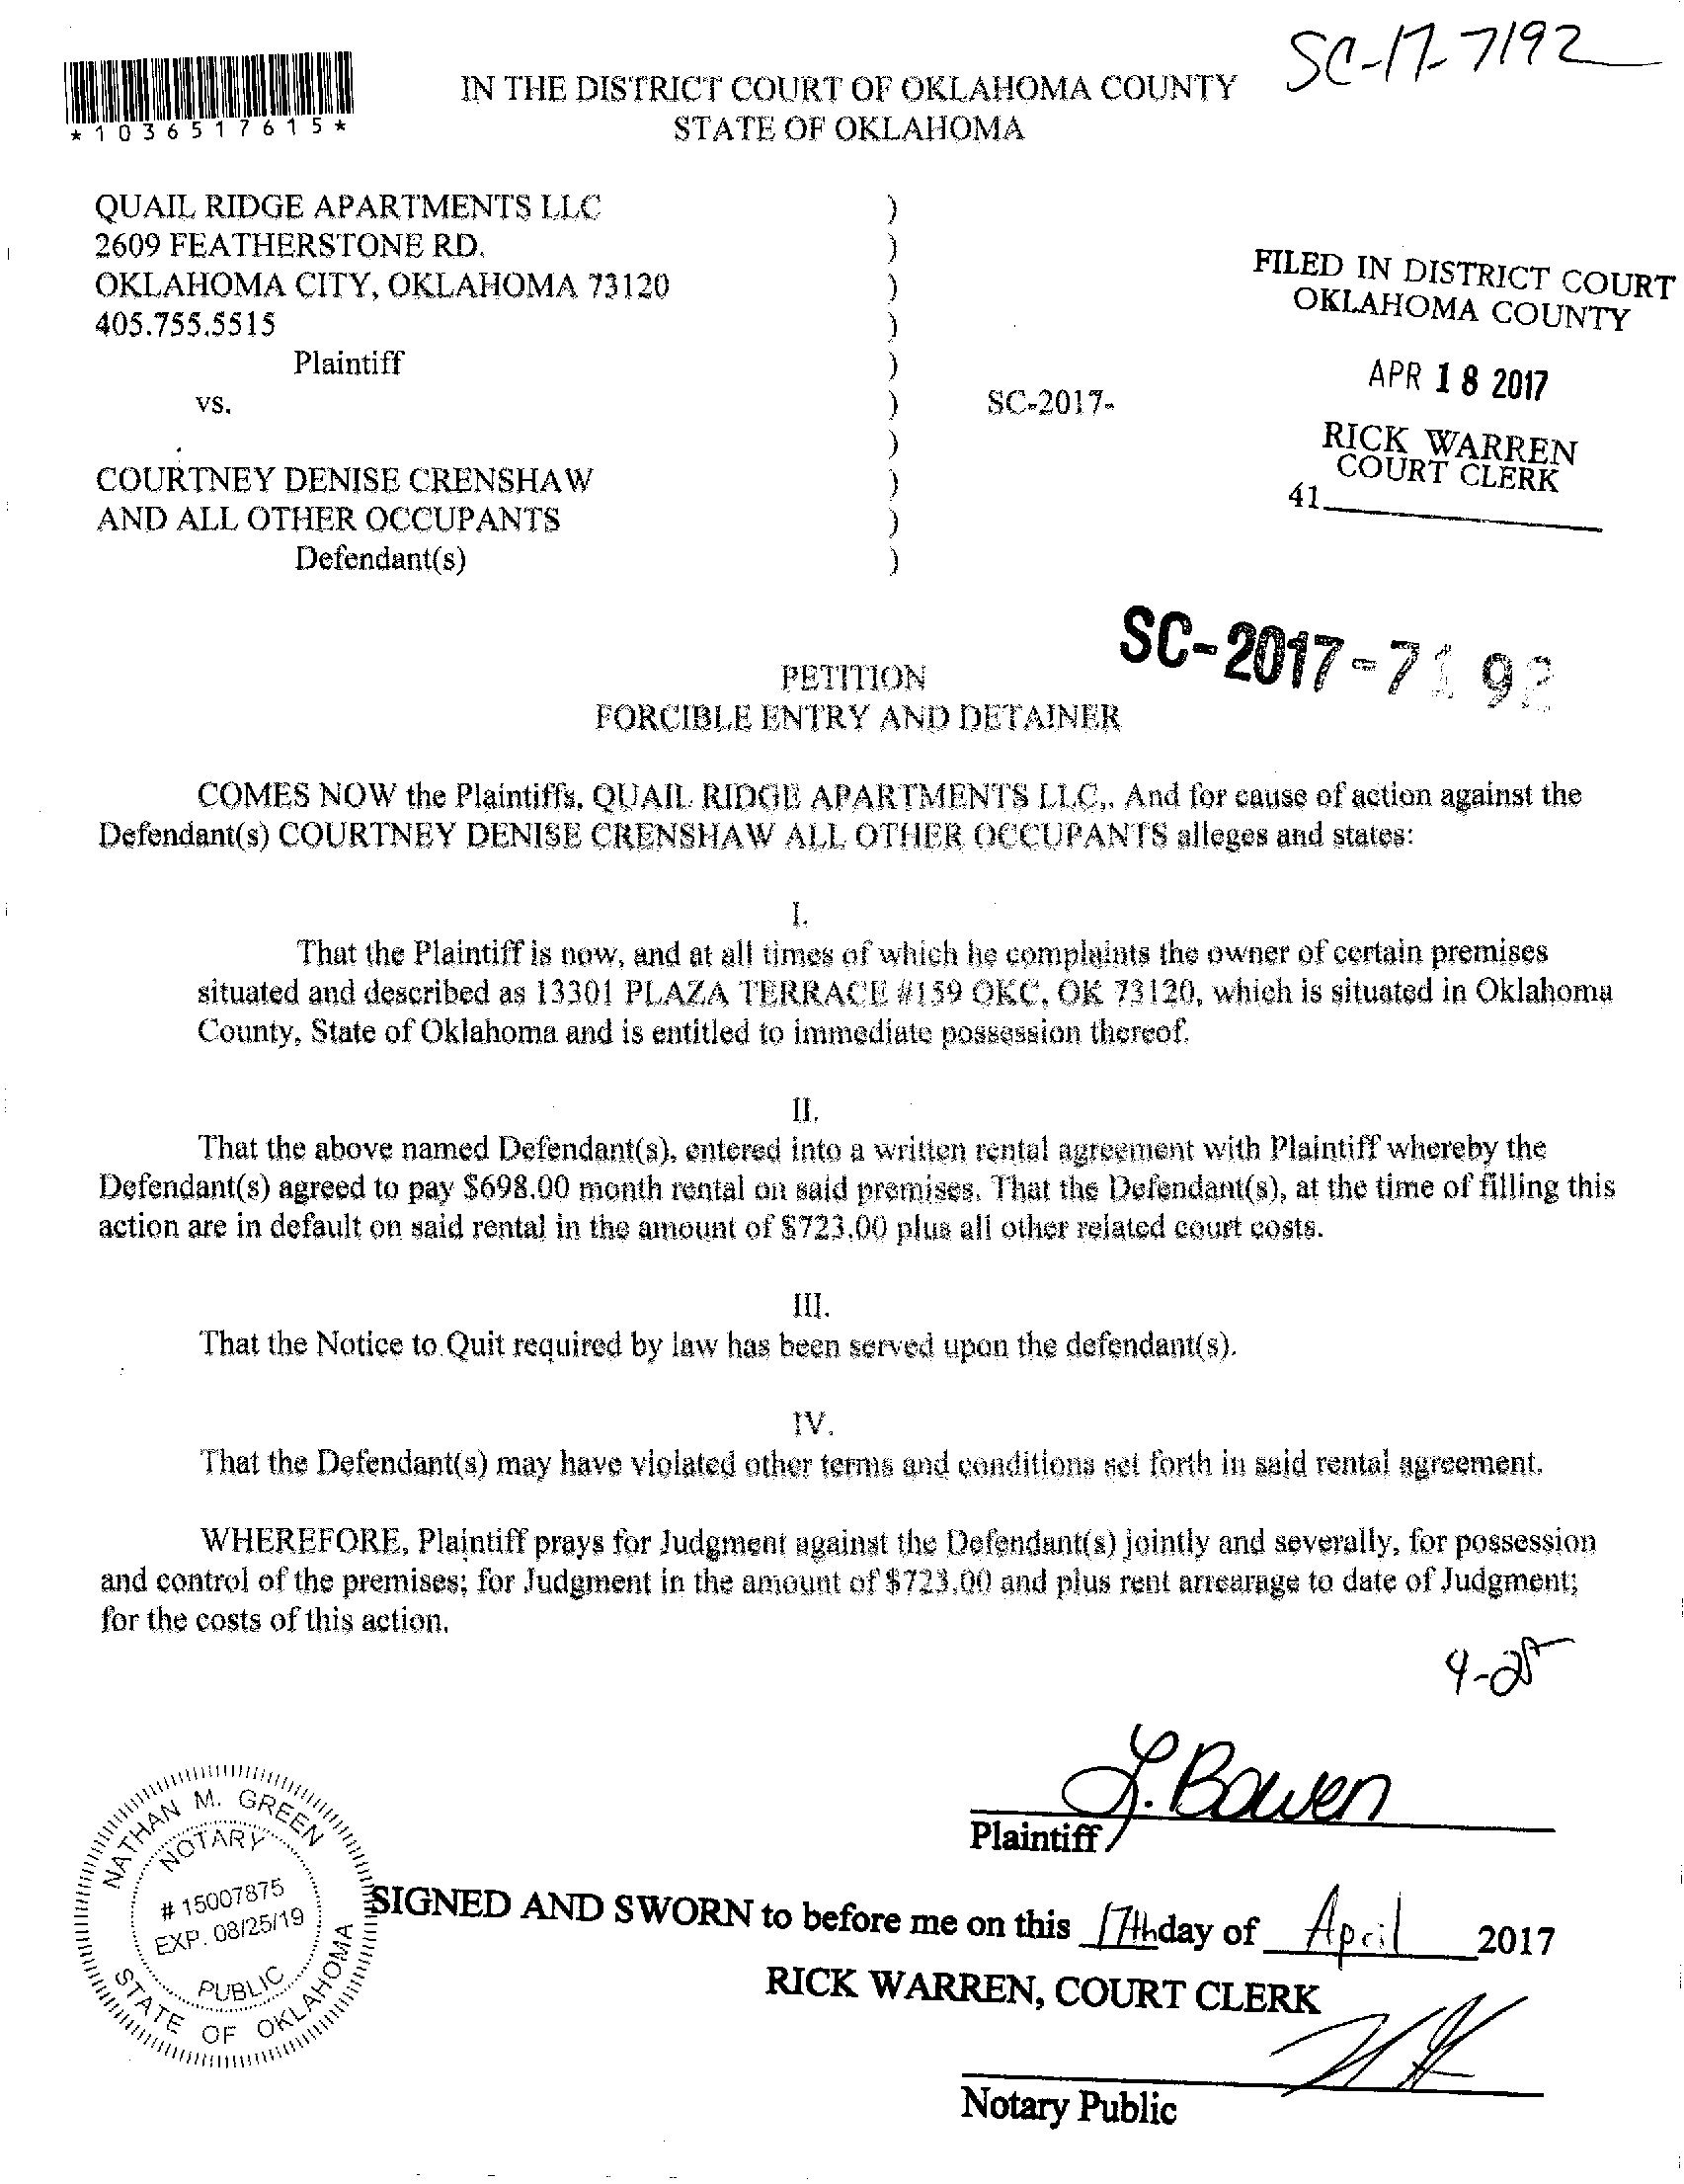 SC-17-7192
*1036517615*
IN THE DISTRICT COURT OF OKLAHOMA COUNTY
STATE OF OKLAHOMA
QUAIL RIDGE APARTMENTS LLC )
2609 FEATHERSTONE RD. )
OKLAHOMA CITY, OKLAHOMA 73120 )
405.755.5515 )
Plaintiff )
vs. ) SC-2017-
)
COURTNEY DENISE CRENSHAW )
AND ALL OTHER OCCUPANTS )
Defendant(s) )
FILED IN DISTRICT COURT
OKLAHOMA COUNTY
APR 18 2017
RICK WARREN
COURT CLERK
41
SC-2017-7192
PETITION
FORCIBLE ENTRY AND DETAINER
COMES NOW the Plaintiffs, QUAIL RIDGE APARTMENTS LLC,. And for cause of action against the
Defendant(s) COURTNEY DENISE CRENSHAW ALL OTHER OCCUPANTS alleges and states:
I.
That the Plaintiff is now, and at all times of which he complaints the owner of certain premises
situated and described as 13301 PLAZA TERRACE #159 OKC, OK 73120, which is situated in Oklahoma
County, State of Oklahoma and is entitled to immediate possession thereof.
II.
That the above named Defendant(s), entered into a written rental agreement with Plaintiff whereby the
Defendant(s) agreed to pay $698.00 month rental on said premises. That the Defendant(s), at the time of filling this
action are in default on said rental in the amount of $723.00 plus all other related court costs.
III.
That the Notice to Quit required by law has been served upon the defendant(s).
IV.
That the Defendant(s) may have violated other terms and conditions set forth in said rental agreement.
WHEREFORE, Plaintiff prays for Judgment against the Defendant(s) jointly and severally, for possession
and control of the premises; for Judgment in the amount of $723.00 and plus rent arrearage to date of Judgment;
for the costs of this action.
4-25
L. Bowen
Plaintiff
NATHAN M. GREEN
NOTARY
# 15007875
EXP. 08/25/19
PUBLIC
STATE OF OKLAHOMA
SIGNED AND SWORN to before me on this 17th day of April 2017
RICK WARREN, COURT CLERK
Notary Public